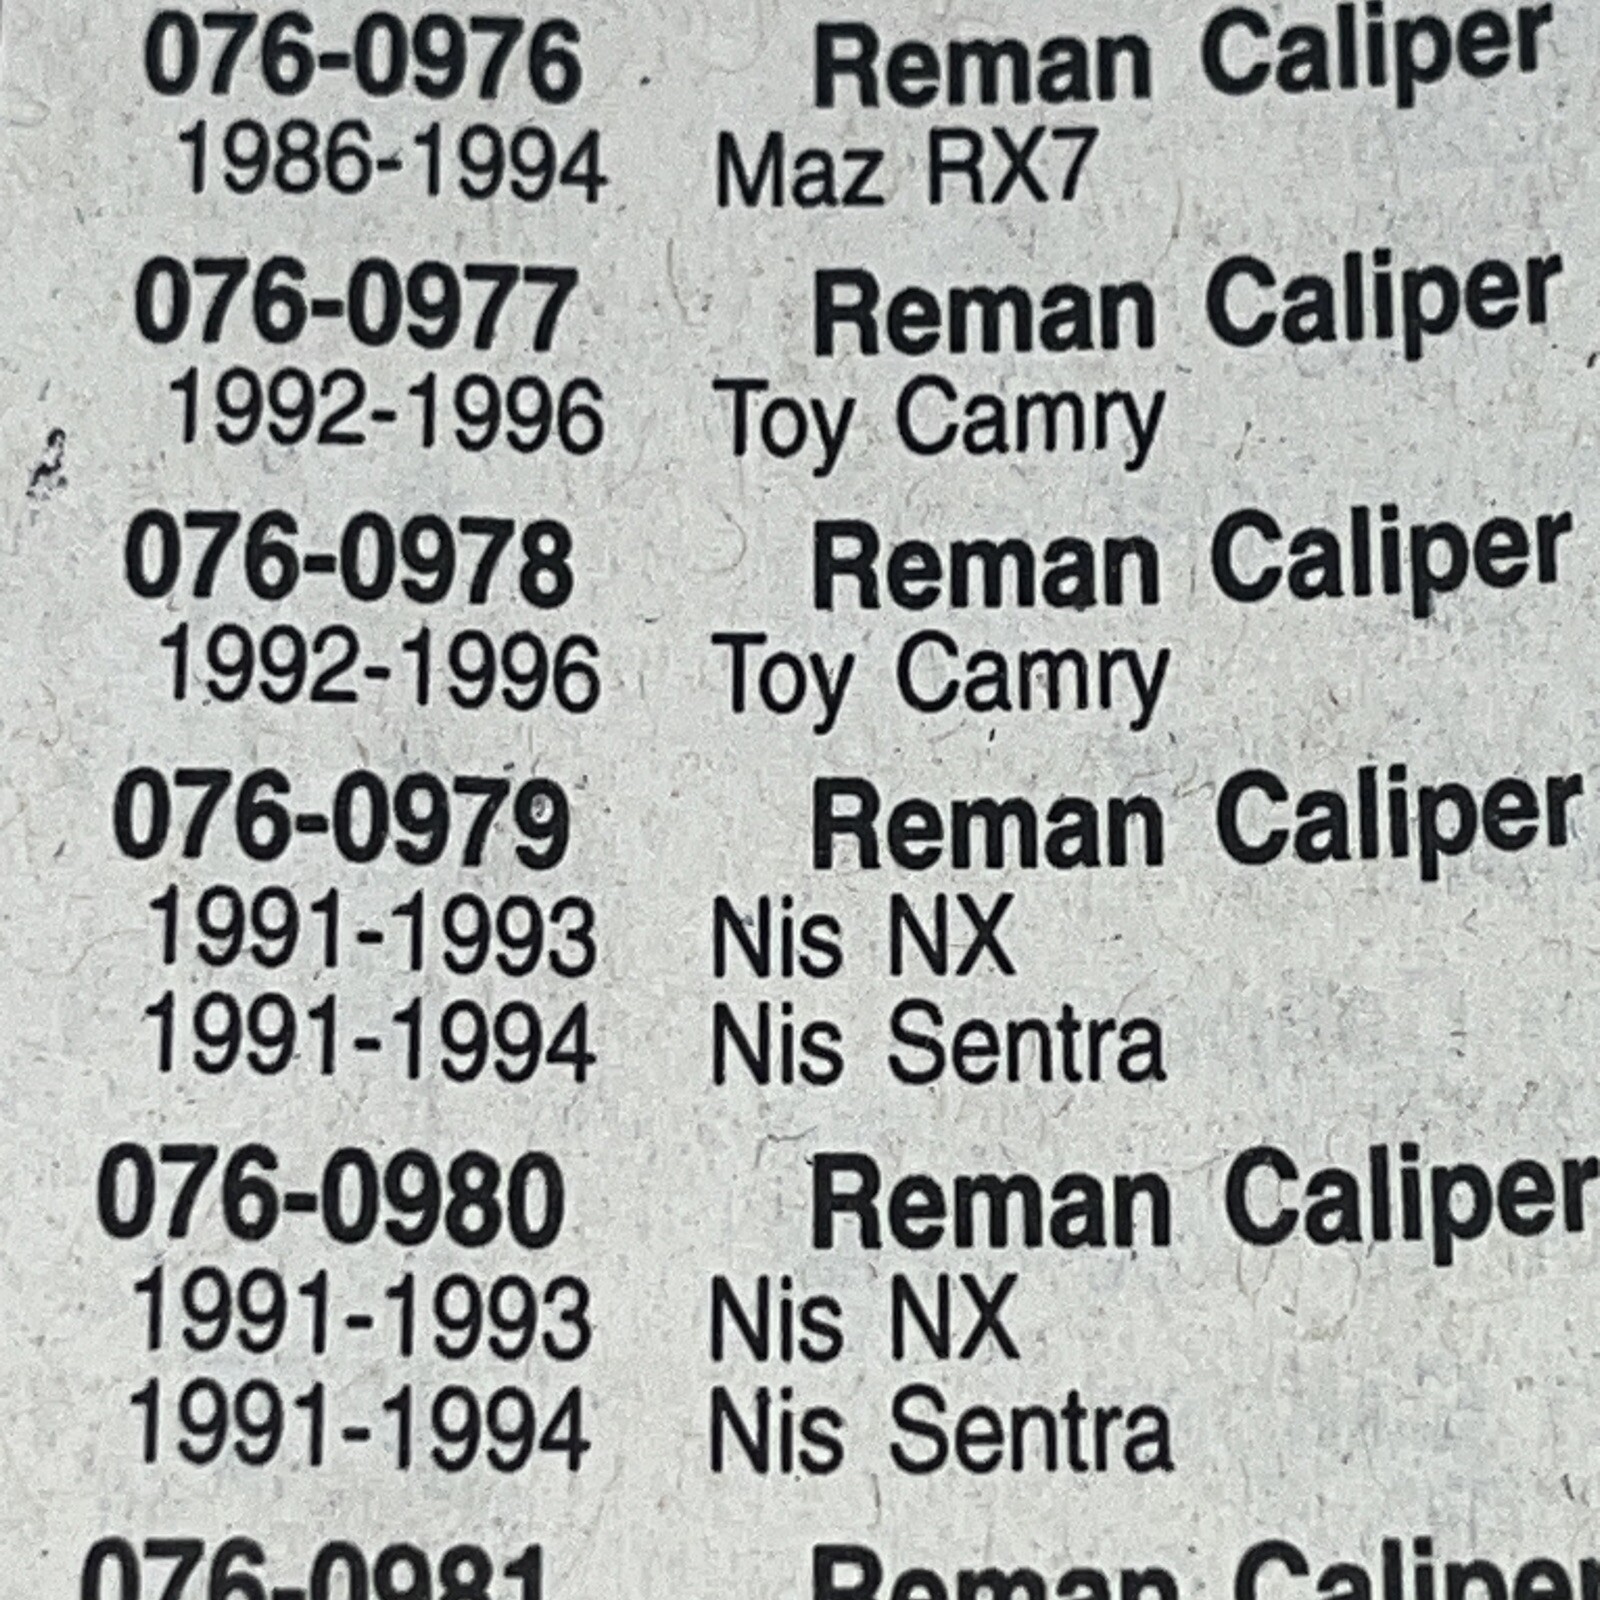 076-0976 Reman Caliper
1986-1994 Maz RX7
076-0977 Reman Caliper
1992-1996 Toy Camry
076-0978 Reman Caliper
1992-1996 Toy Camry
076-0979 Reman Caliper
1991-1993 Nis NX
1991-1994 Nis Sentra
076-0980 Reman Caliper
1991-1993 Nis NX
1991-1994 Nis Sentra
076-0981 Reman Caliper